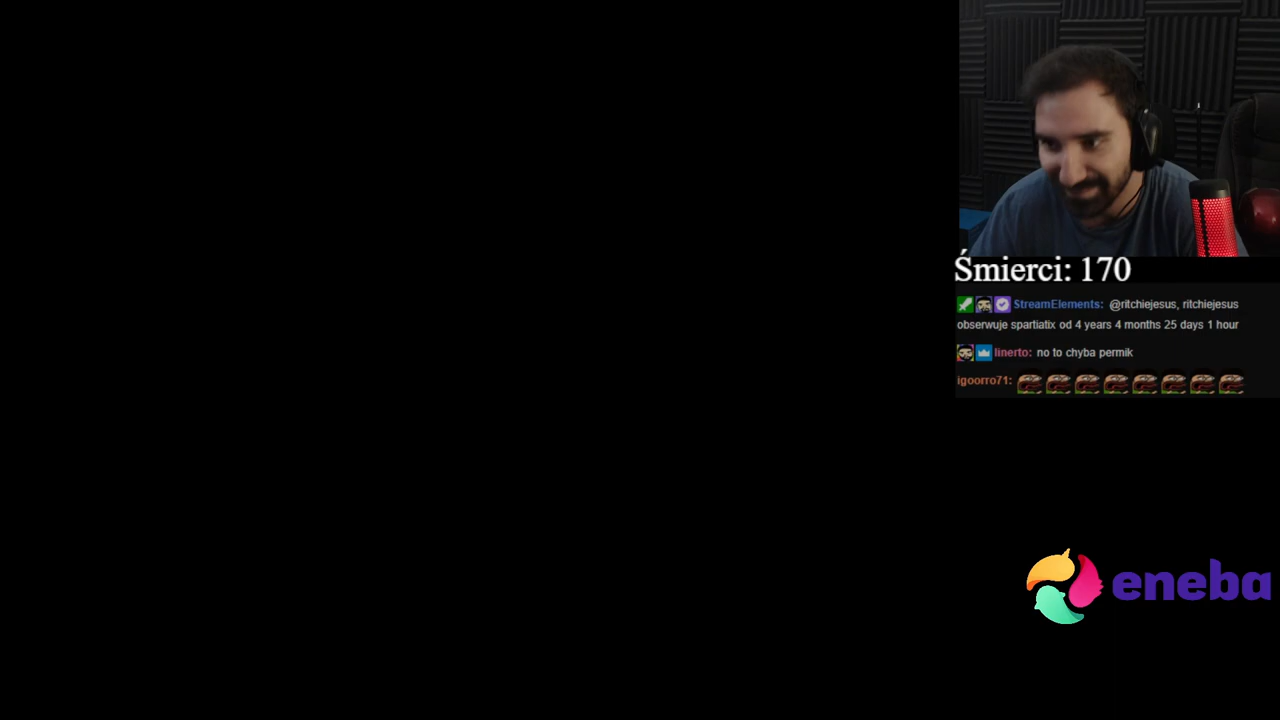 Śmierci: 170
StreamElements: @ritchiejesus, ritchiejesus
obserwuje spartiatix od 4 years 4 months 25 days 1 hour
linerto: no to chyba permik
igoorro71:
eneba